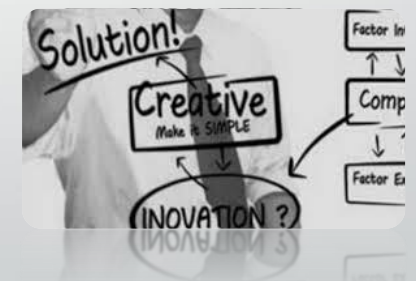 Solution!
Creative
Make it SIMPLE
INOVATION ?
Factor In
Comp
Factor Ex